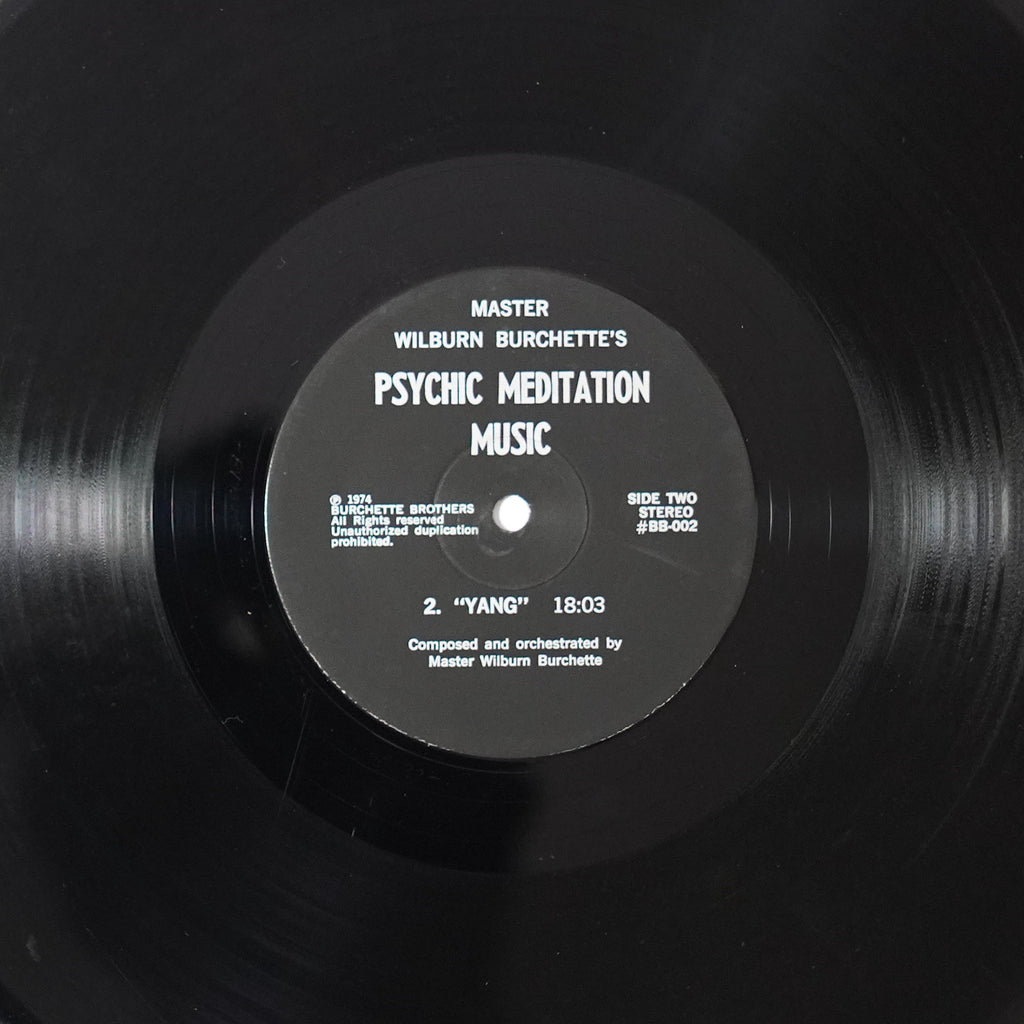 MASTER
WILBURN BURCHETTE'S
PSYCHIC MEDITATION
MUSIC
℗ 1974
BURCHETTE BROTHERS
All Rights reserved
Unauthorized duplication
prohibited.
SIDE TWO
STEREO
#BB-002
2. “YANG” 18:03
Composed and orchestrated by
Master Wilburn Burchette